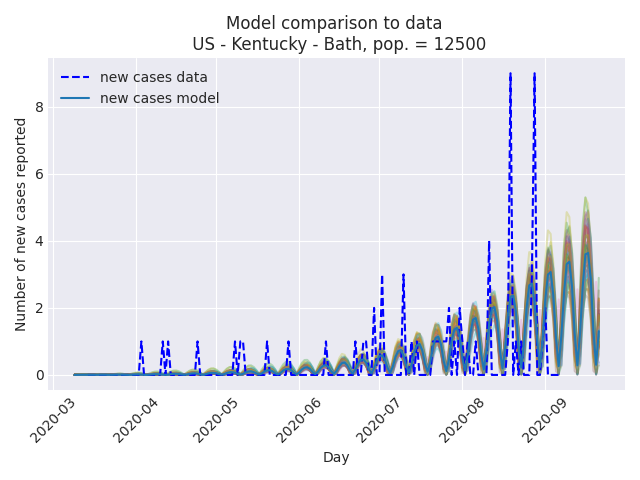 Model comparison to data
US - Kentucky - Bath, pop. = 12500
new cases data
new cases model
Number of new cases reported
8
6
4
2
0
2020-03
2020-04
2020-05
2020-06
2020-07
2020-08
2020-09
Day